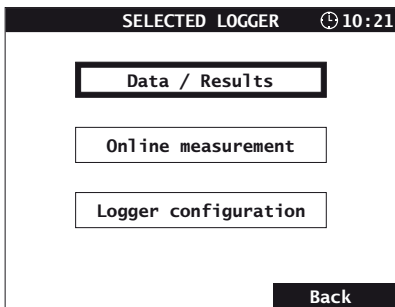 SELECTED LOGGER 10:21
Data / Results
Online measurement
Logger configuration
Back